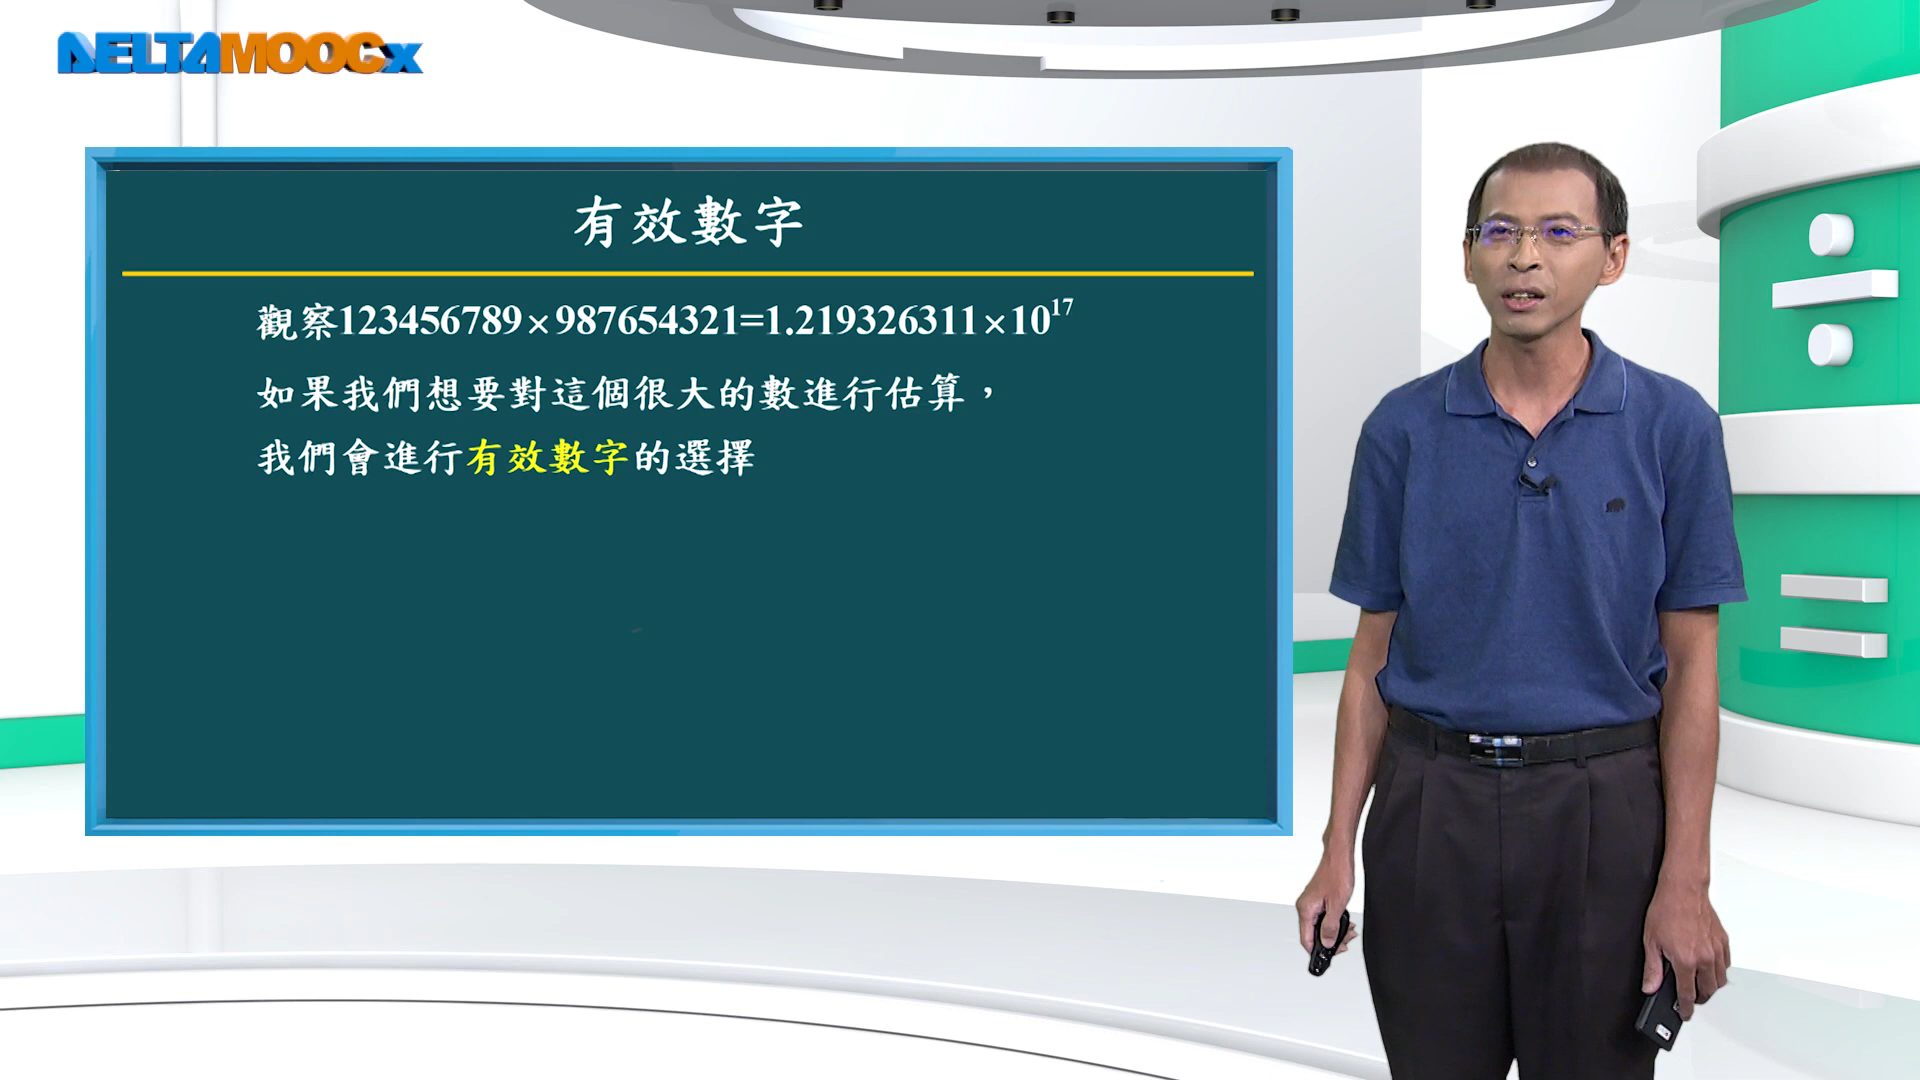 DELTAMOOCx
有效數字
觀察123456789×987654321=1.219326311×10¹⁷
如果我們想要對這個很大的數進行估算，
我們會進行有效數字的選擇